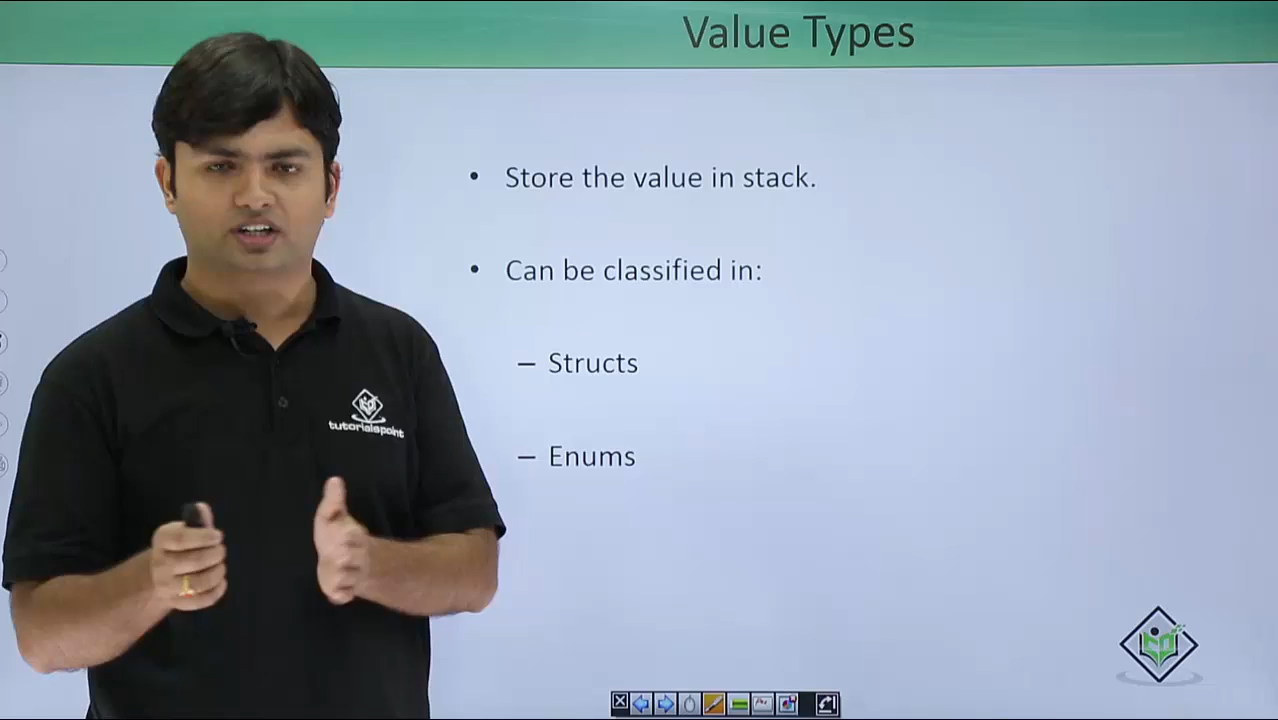 Value Types
• Store the value in stack.
• Can be classified in:
– Structs
– Enums
tutorialspoint